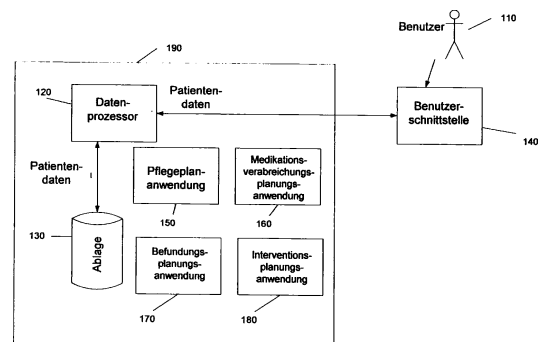 Benutzer
110
190
120
Daten-
prozessor
Patienten-
daten
Benutzer-
schnittstelle
140
Patienten-
daten
Pflegeplan-
anwendung
150
Medikations-
verabreichungs-
planungs-
anwendung
160
130
Ablage
Befundungs-
planungs-
anwendung
170
Interventions-
planungs-
anwendung
180